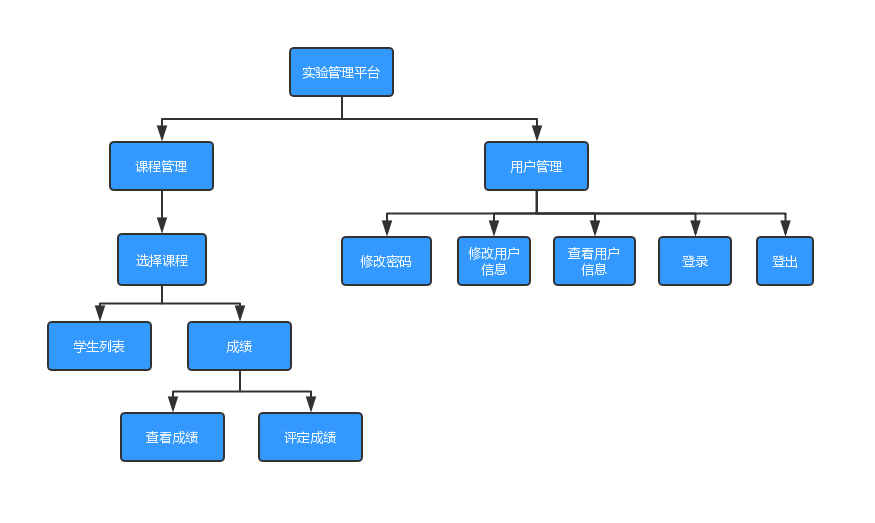 实验管理平台
课程管理
用户管理
选择课程
修改密码
修改用户
信息
查看用户
信息
登录
登出
学生列表
成绩
查看成绩
评定成绩